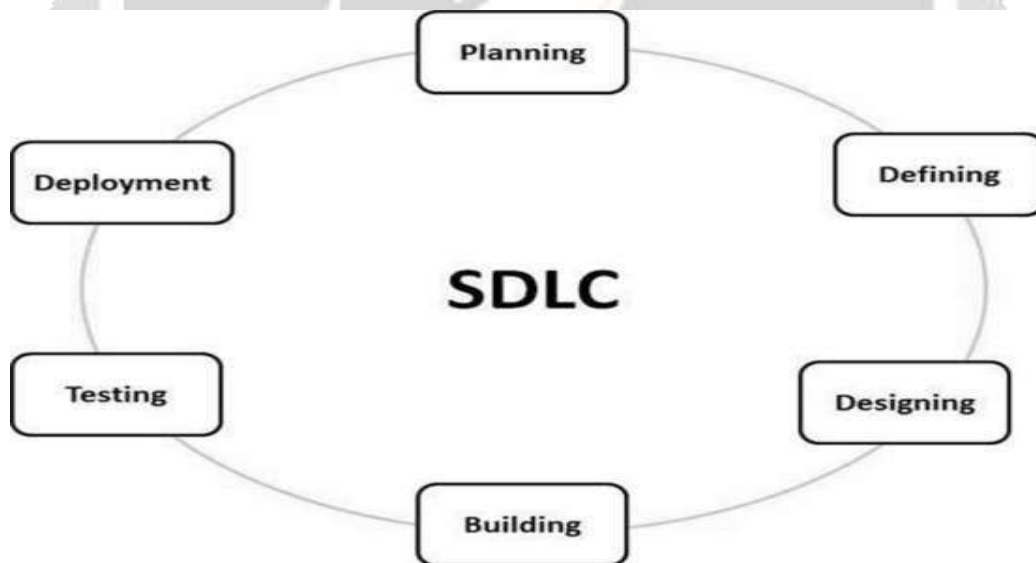 Planning
Defining
Designing
Building
Testing
Deployment
SDLC